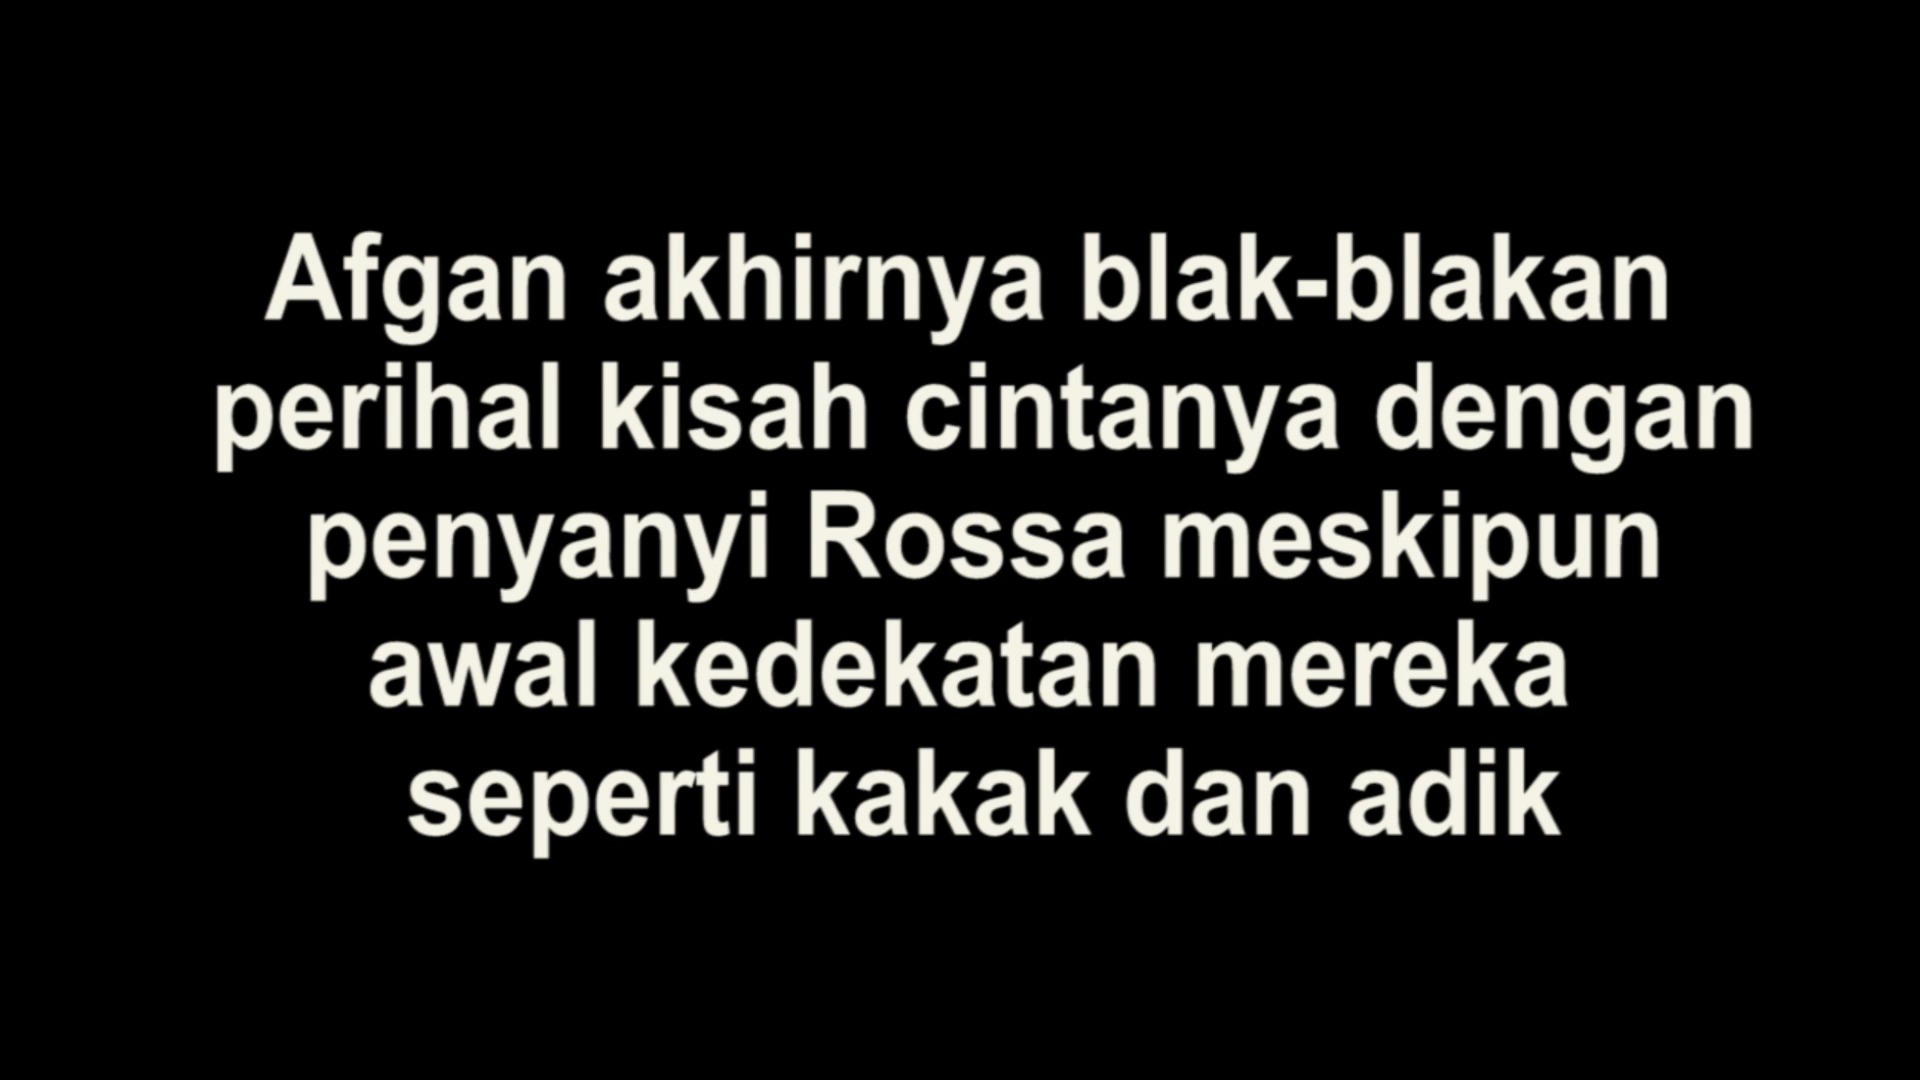 Afgan akhirnya blak-blakan
perihal kisah cintanya dengan
penyanyi Rossa meskipun
awal kedekatan mereka
seperti kakak dan adik